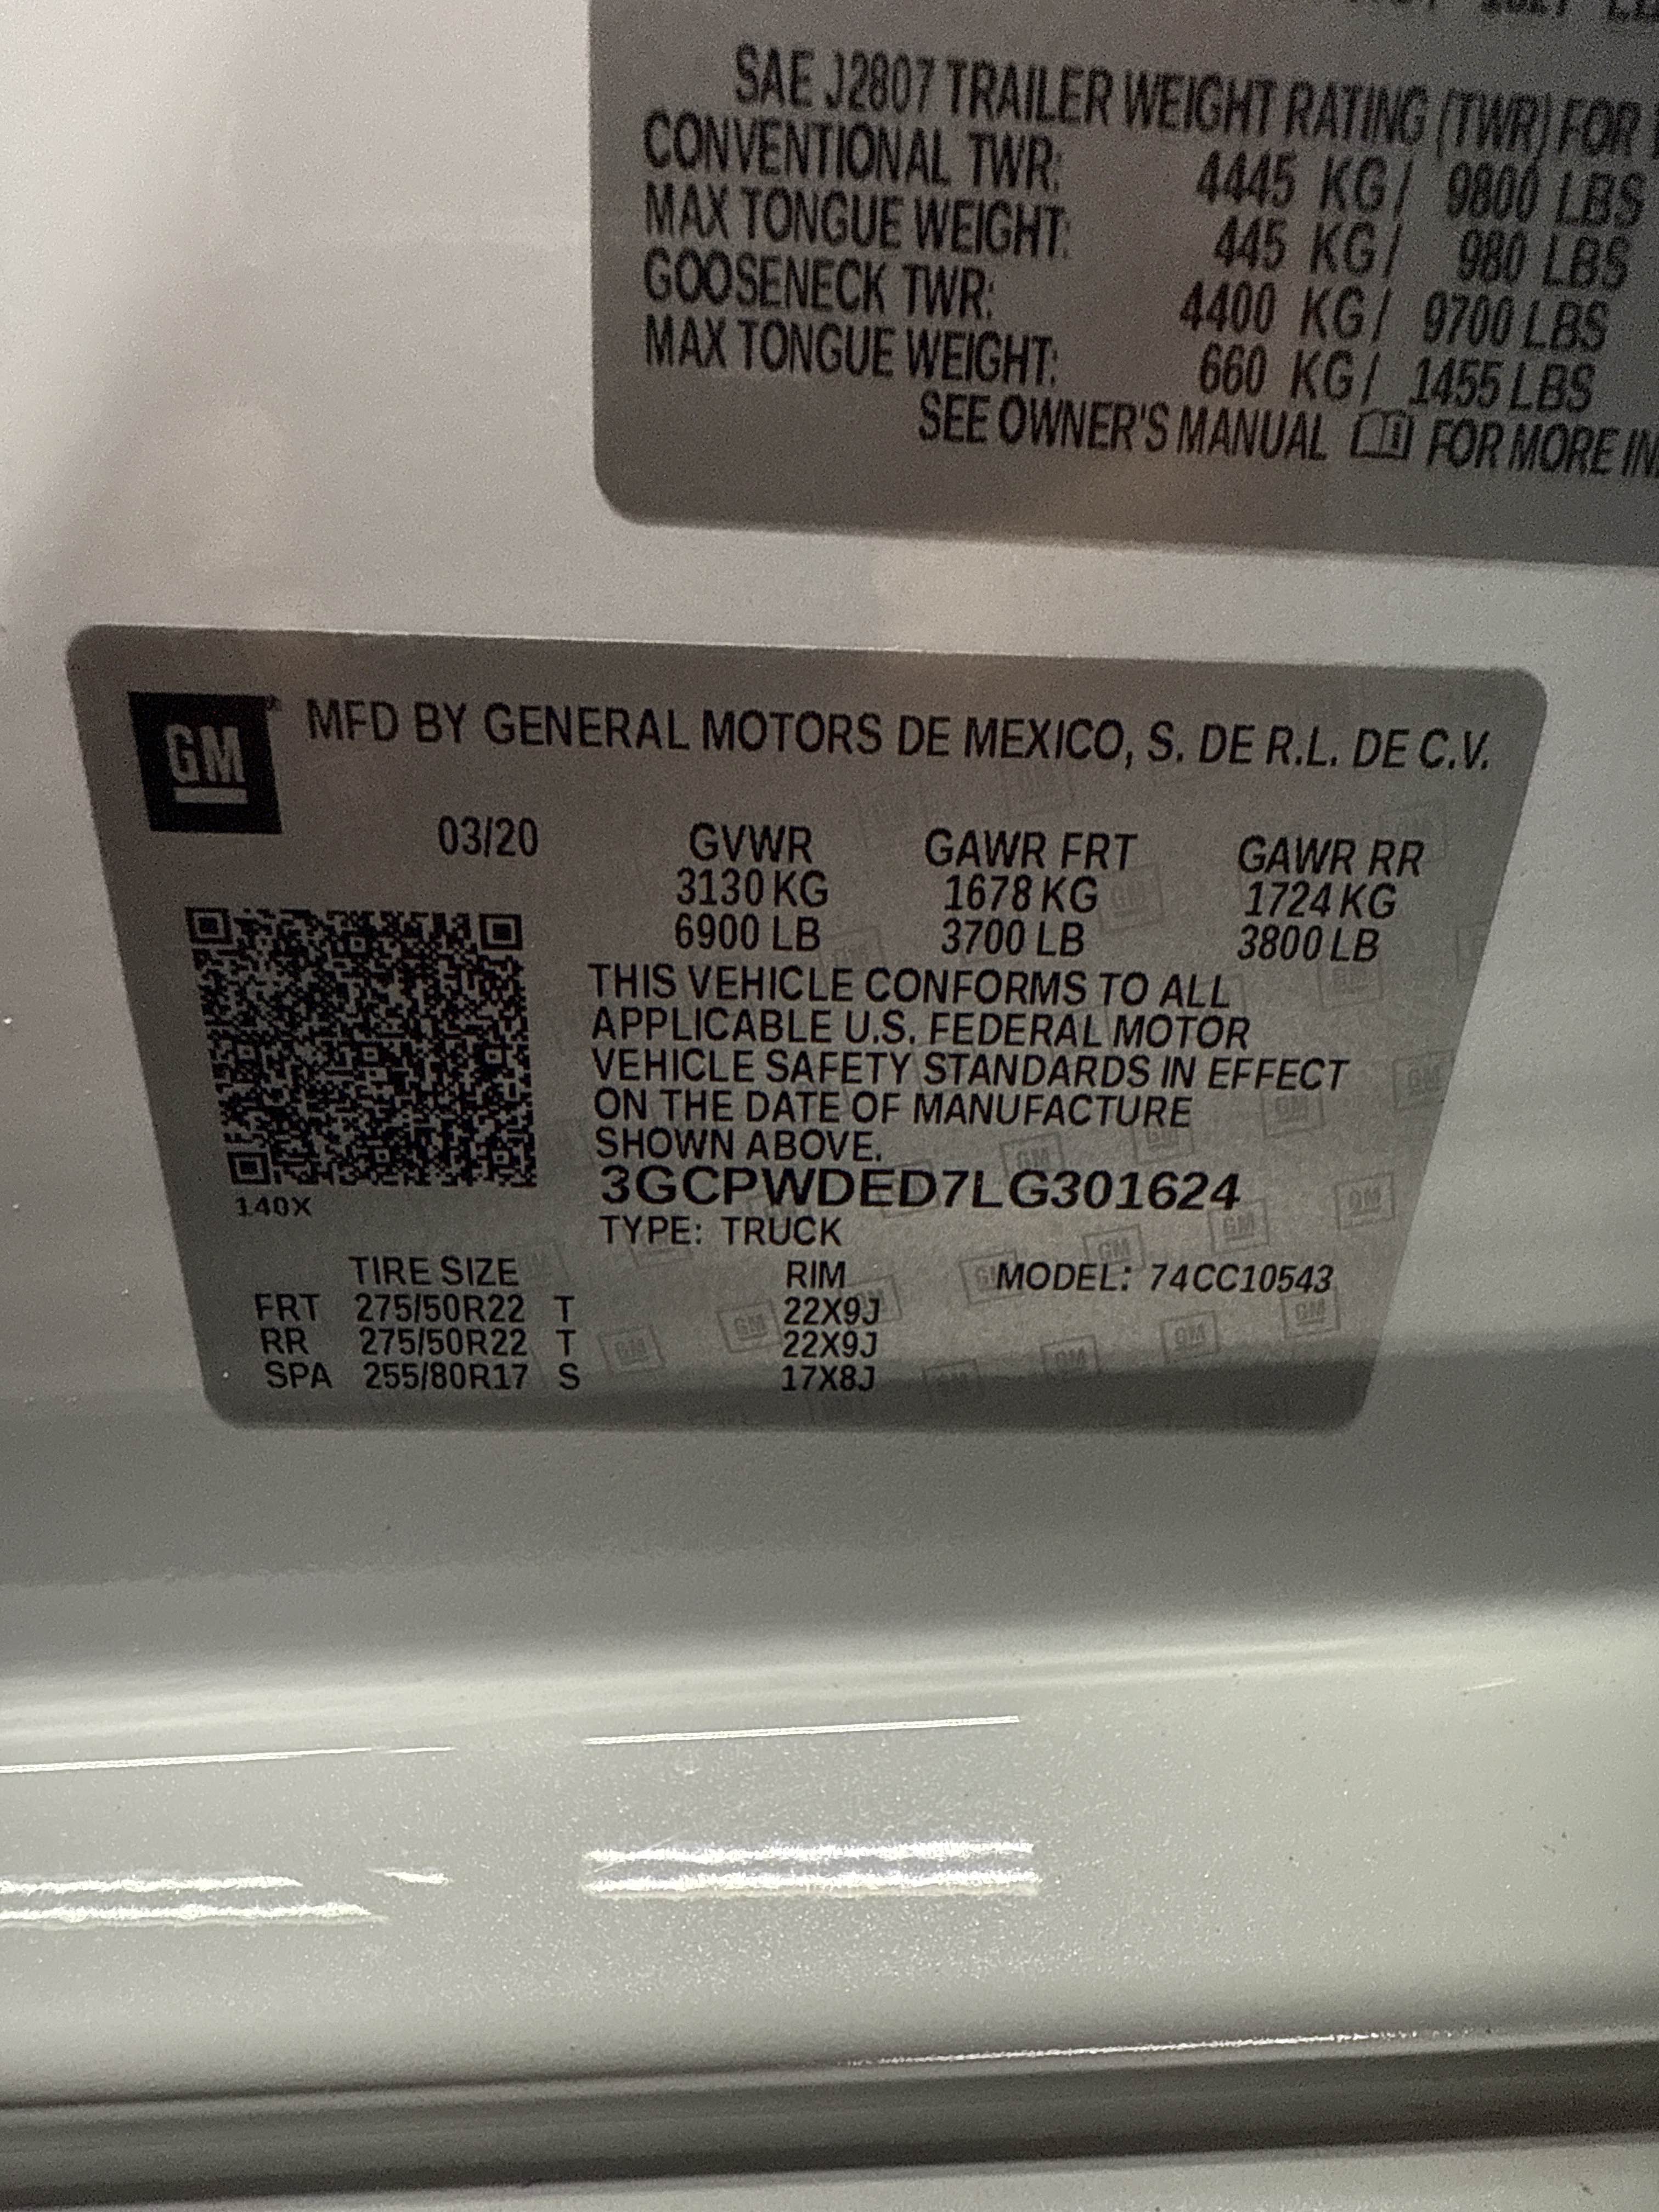 SAE J2807 TRAILER WEIGHT RATING (TWR) FOR
CONVENTIONAL TWR: 4445 KG/ 9800 LBS
MAX TONGUE WEIGHT: 445 KG/ 980 LBS
GOOSENECK TWR: 4400 KG/ 9700 LBS
MAX TONGUE WEIGHT: 660 KG/ 1455 LBS
SEE OWNER'S MANUAL FOR MORE
GM MFD BY GENERAL MOTORS DE MEXICO, S. DE R.L. DE C.V.
03/20 GVWR GAWR FRT GAWR RR
3130 KG 1678 KG 1724 KG
6900 LB 3700 LB 3800 LB
THIS VEHICLE CONFORMS TO ALL
APPLICABLE U.S. FEDERAL MOTOR
VEHICLE SAFETY STANDARDS IN EFFECT
ON THE DATE OF MANUFACTURE
SHOWN ABOVE.
3GCPWDED7LG301624
140X
TYPE: TRUCK
TIRE SIZE RIM MODEL: 74CC10543
FRT 275/50R22 T 22X9J
RR 275/50R22 T 22X9J
SPA 255/80R17 S 17X8J